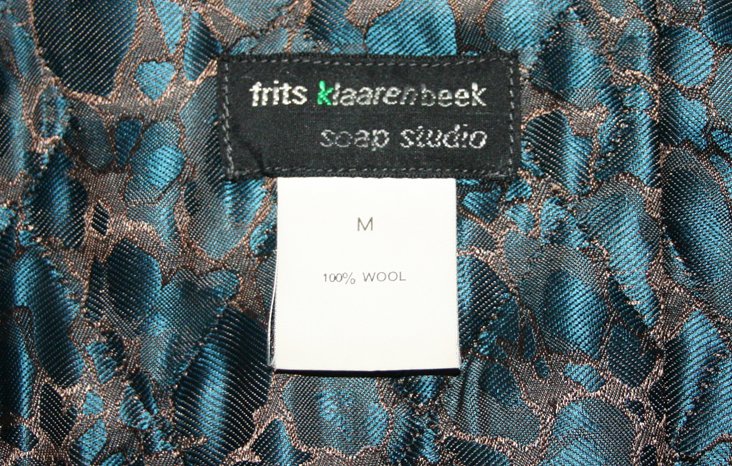 frits klaarenbeek
soap studio
M
100% WOOL